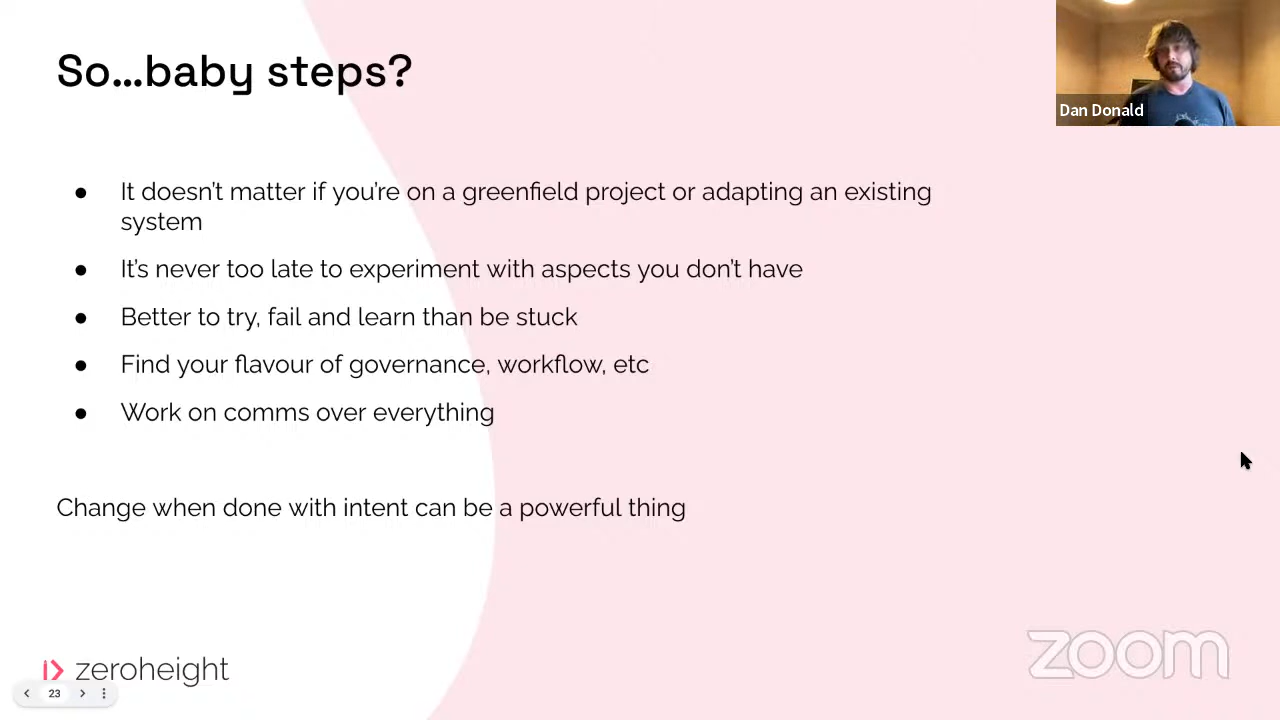 So...baby steps?
Dan Donald
● It doesn't matter if you're on a greenfield project or adapting an existing
system
● It's never too late to experiment with aspects you don't have
● Better to try, fail and learn than be stuck
● Find your flavour of governance, workflow, etc
● Work on comms over everything
Change when done with intent can be a powerful thing
zeroheight
zoom
23